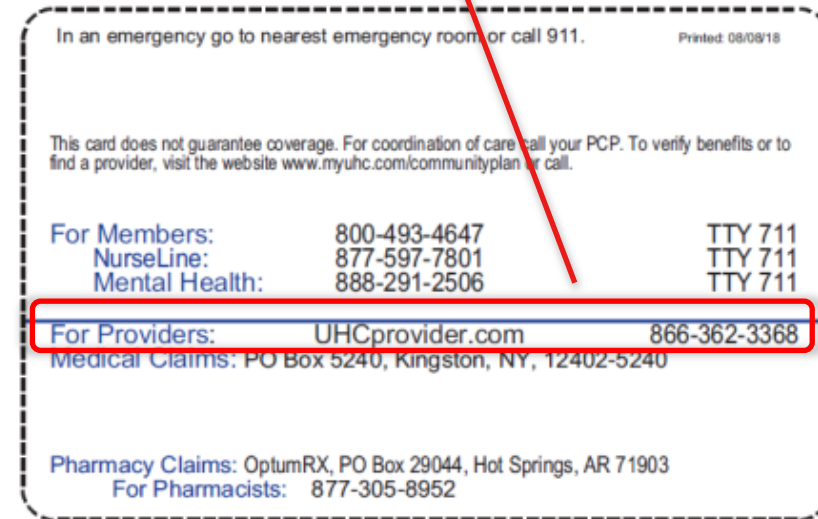 In an emergency go to nearest emergency room or call 911. Printed: 08/08/18
This card does not guarantee coverage. For coordination of care call your PCP. To verify benefits or to
find a provider, visit the website www.myuhc.com/communityplan or call.
For Members: 800-493-4647 TTY 711
NurseLine: 877-597-7801 TTY 711
Mental Health: 888-291-2506 TTY 711
For Providers: UHCprovider.com 866-362-3368
Medical Claims: PO Box 5240, Kingston, NY, 12402-5240
Pharmacy Claims: OptumRX, PO Box 29044, Hot Springs, AR 71903
For Pharmacists: 877-305-8952